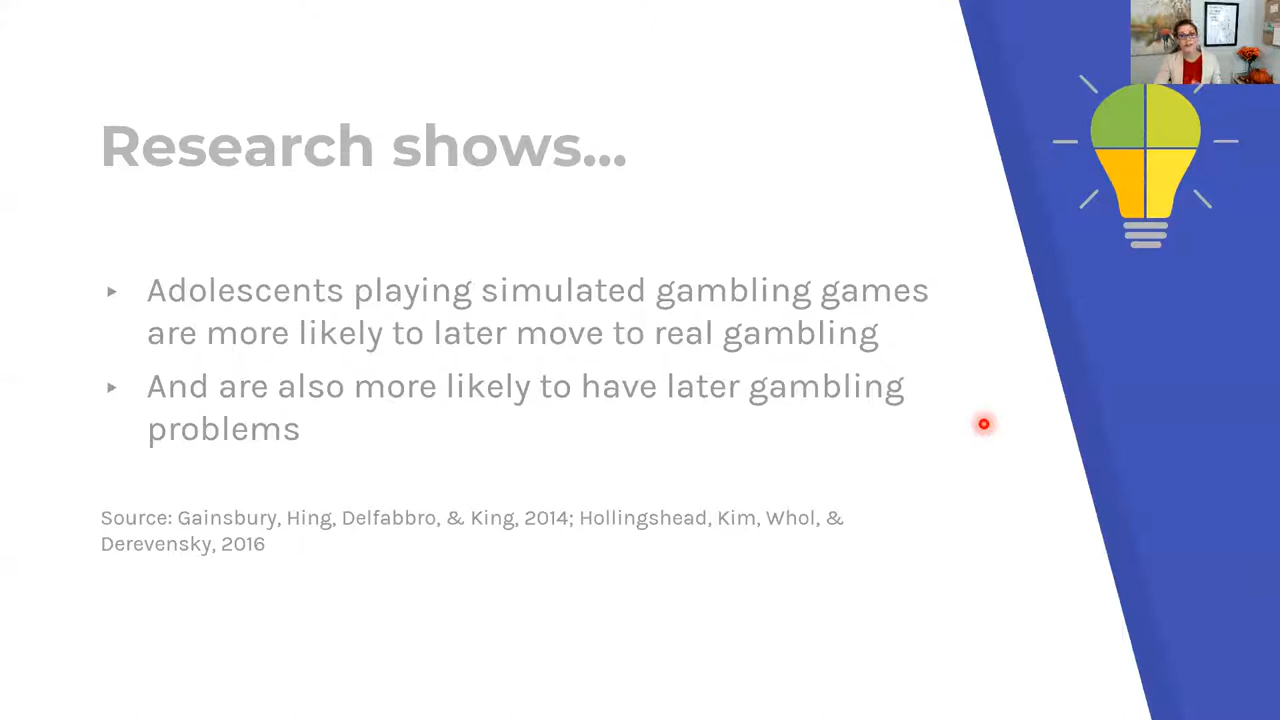 Research shows...
▸ Adolescents playing simulated gambling games
are more likely to later move to real gambling
▸ And are also more likely to have later gambling
problems
Source: Gainsbury, Hing, Delfabbro, & King, 2014; Hollingshead, Kim, Whol, &
Derevensky, 2016